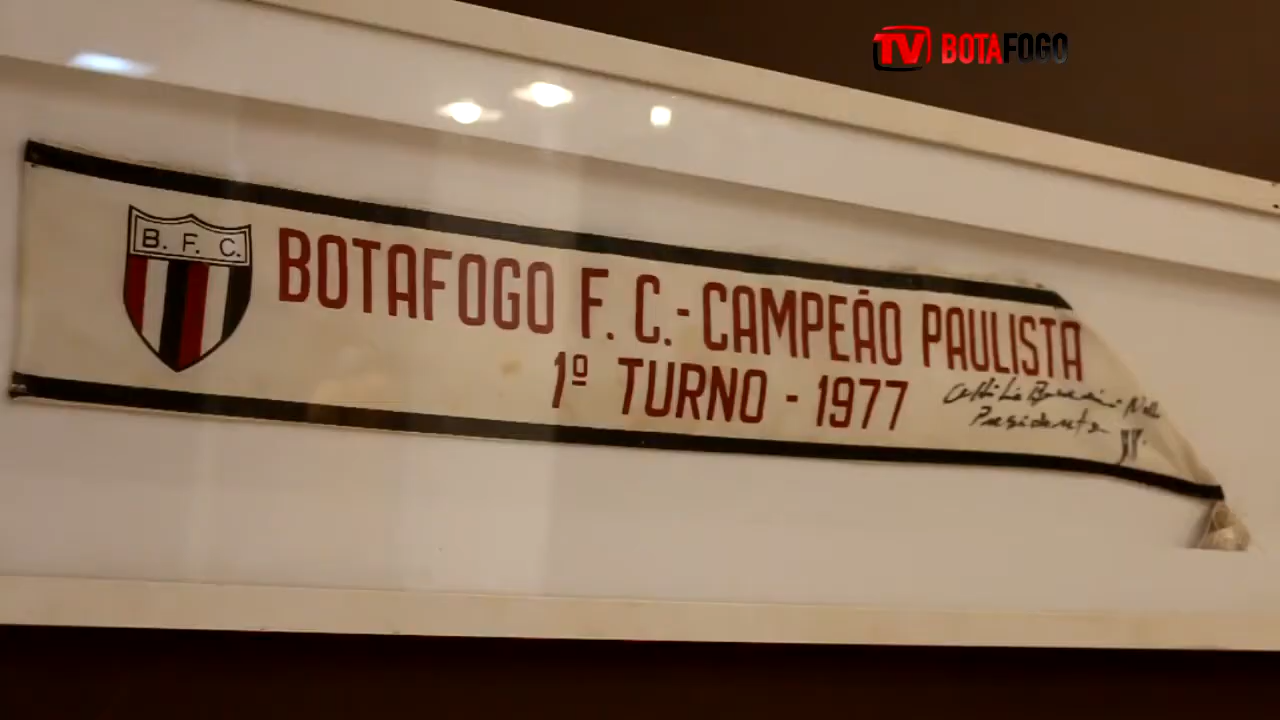 TV BOTAFOGO
B. F. C.
BOTAFOGO F. C. - CAMPEÃO PAULISTA
1º TURNO - 1977
Presidente